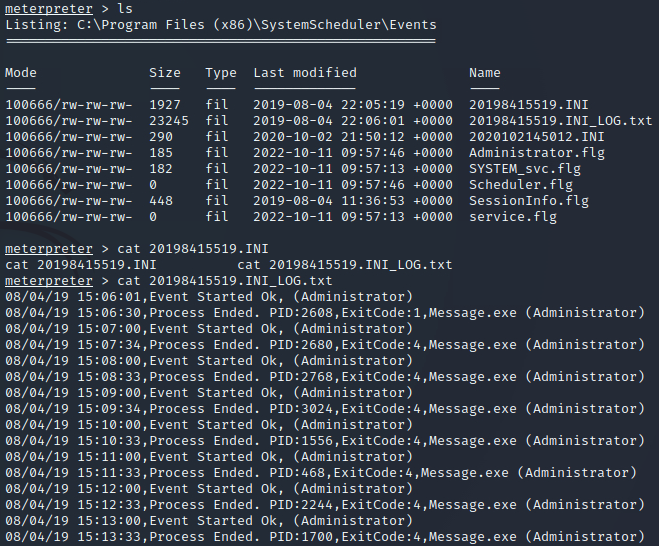 meterpreter > ls
Listing: C:\Program Files (x86)\SystemScheduler\Events
======================================================
Mode Size Type Last modified Name
---- ---- ---- ------------- ----
100666/rw-rw-rw- 1927 fil 2019-08-04 22:05:19 +0000 20198415519.INI
100666/rw-rw-rw- 23245 fil 2019-08-04 22:06:01 +0000 20198415519.INI_LOG.txt
100666/rw-rw-rw- 290 fil 2020-10-02 21:50:12 +0000 2020102145012.INI
100666/rw-rw-rw- 185 fil 2022-10-11 09:57:46 +0000 Administrator.flg
100666/rw-rw-rw- 182 fil 2022-10-11 09:57:13 +0000 SYSTEM_svc.flg
100666/rw-rw-rw- 0 fil 2022-10-11 09:57:46 +0000 Scheduler.flg
100666/rw-rw-rw- 448 fil 2019-08-04 11:36:53 +0000 SessionInfo.flg
100666/rw-rw-rw- 0 fil 2022-10-11 09:57:13 +0000 service.flg
meterpreter > cat 20198415519.INI
cat 20198415519.INI cat 20198415519.INI_LOG.txt
meterpreter > cat 20198415519.INI_LOG.txt
08/04/19 15:06:01,Event Started Ok, (Administrator)
08/04/19 15:06:30,Process Ended. PID:2608,ExitCode:1,Message.exe (Administrator)
08/04/19 15:07:00,Event Started Ok, (Administrator)
08/04/19 15:07:34,Process Ended. PID:2680,ExitCode:4,Message.exe (Administrator)
08/04/19 15:08:00,Event Started Ok, (Administrator)
08/04/19 15:08:33,Process Ended. PID:2768,ExitCode:4,Message.exe (Administrator)
08/04/19 15:09:00,Event Started Ok, (Administrator)
08/04/19 15:09:34,Process Ended. PID:3024,ExitCode:4,Message.exe (Administrator)
08/04/19 15:10:00,Event Started Ok, (Administrator)
08/04/19 15:10:33,Process Ended. PID:1556,ExitCode:4,Message.exe (Administrator)
08/04/19 15:11:00,Event Started Ok, (Administrator)
08/04/19 15:11:33,Process Ended. PID:468,ExitCode:4,Message.exe (Administrator)
08/04/19 15:12:00,Event Started Ok, (Administrator)
08/04/19 15:12:33,Process Ended. PID:2244,ExitCode:4,Message.exe (Administrator)
08/04/19 15:13:00,Event Started Ok, (Administrator)
08/04/19 15:13:33,Process Ended. PID:1700,ExitCode:4,Message.exe (Administrator)